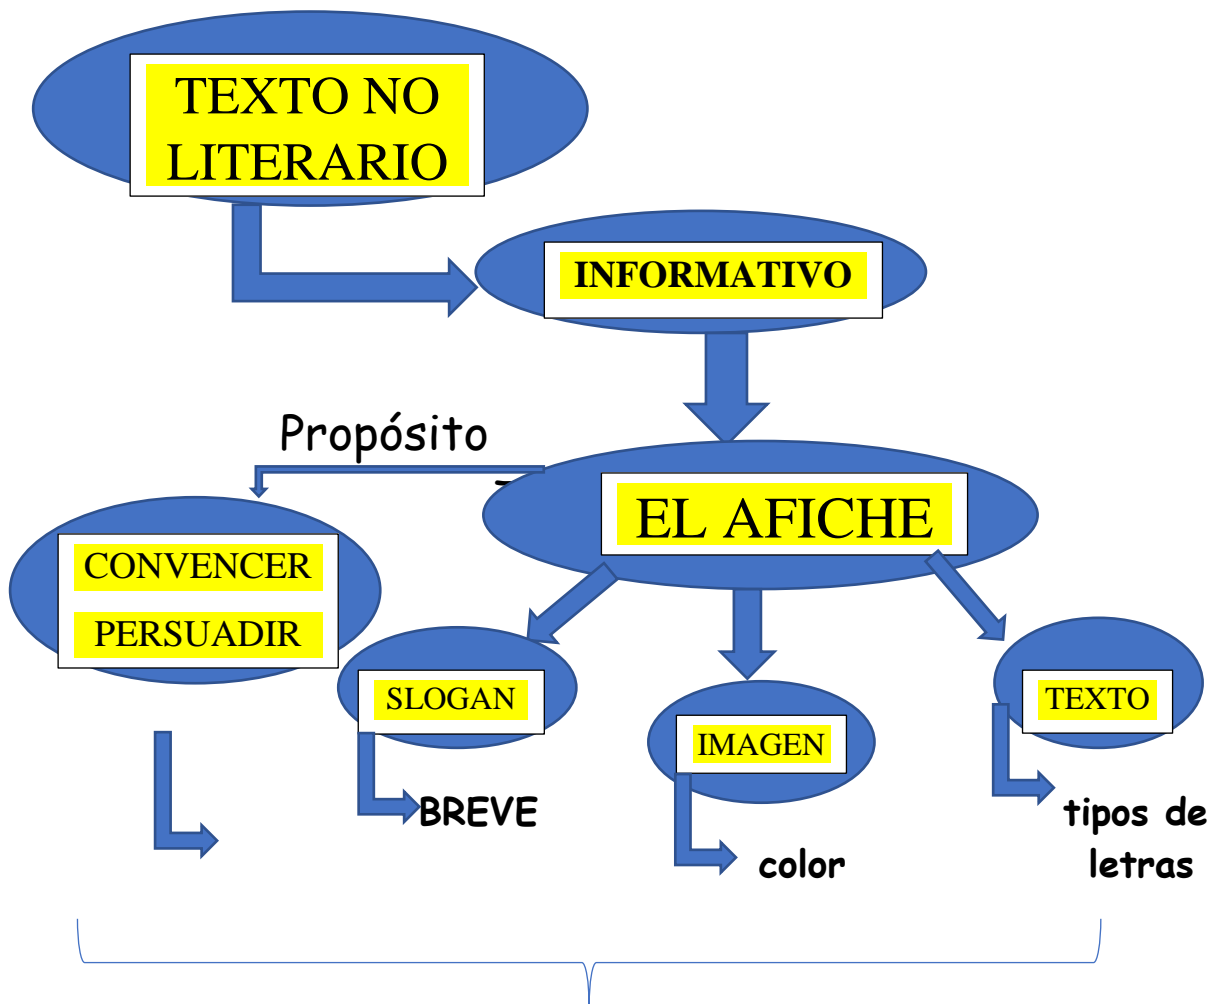 TEXTO NO
LITERARIO
INFORMATIVO
Propósito
EL AFICHE
CONVENCER
PERSUADIR
SLOGAN
IMAGEN
TEXTO
BREVE
color
tipos de
letras